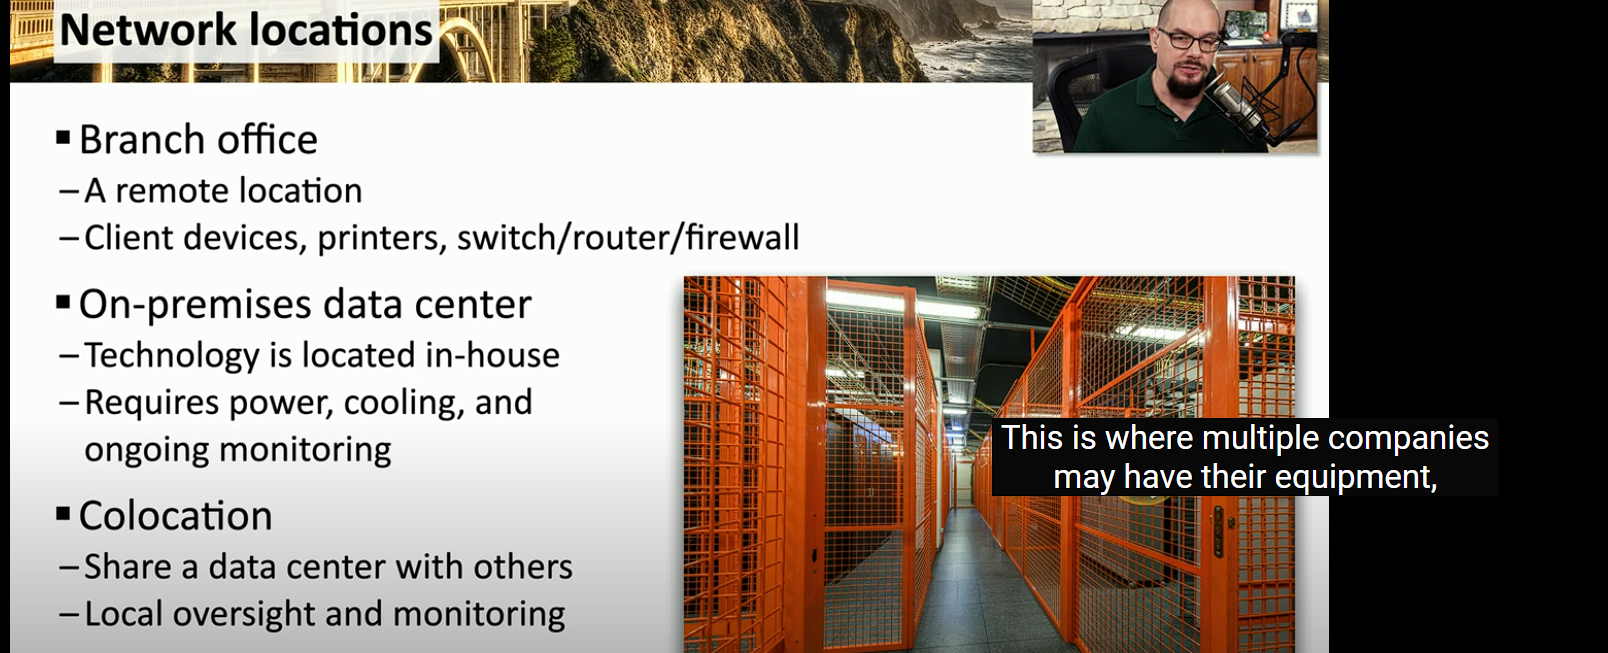 Network locations
▪ Branch office
– A remote location
– Client devices, printers, switch/router/firewall
▪ On-premises data center
– Technology is located in-house
– Requires power, cooling, and
ongoing monitoring
▪ Colocation
– Share a data center with others
– Local oversight and monitoring
This is where multiple companies
may have their equipment,